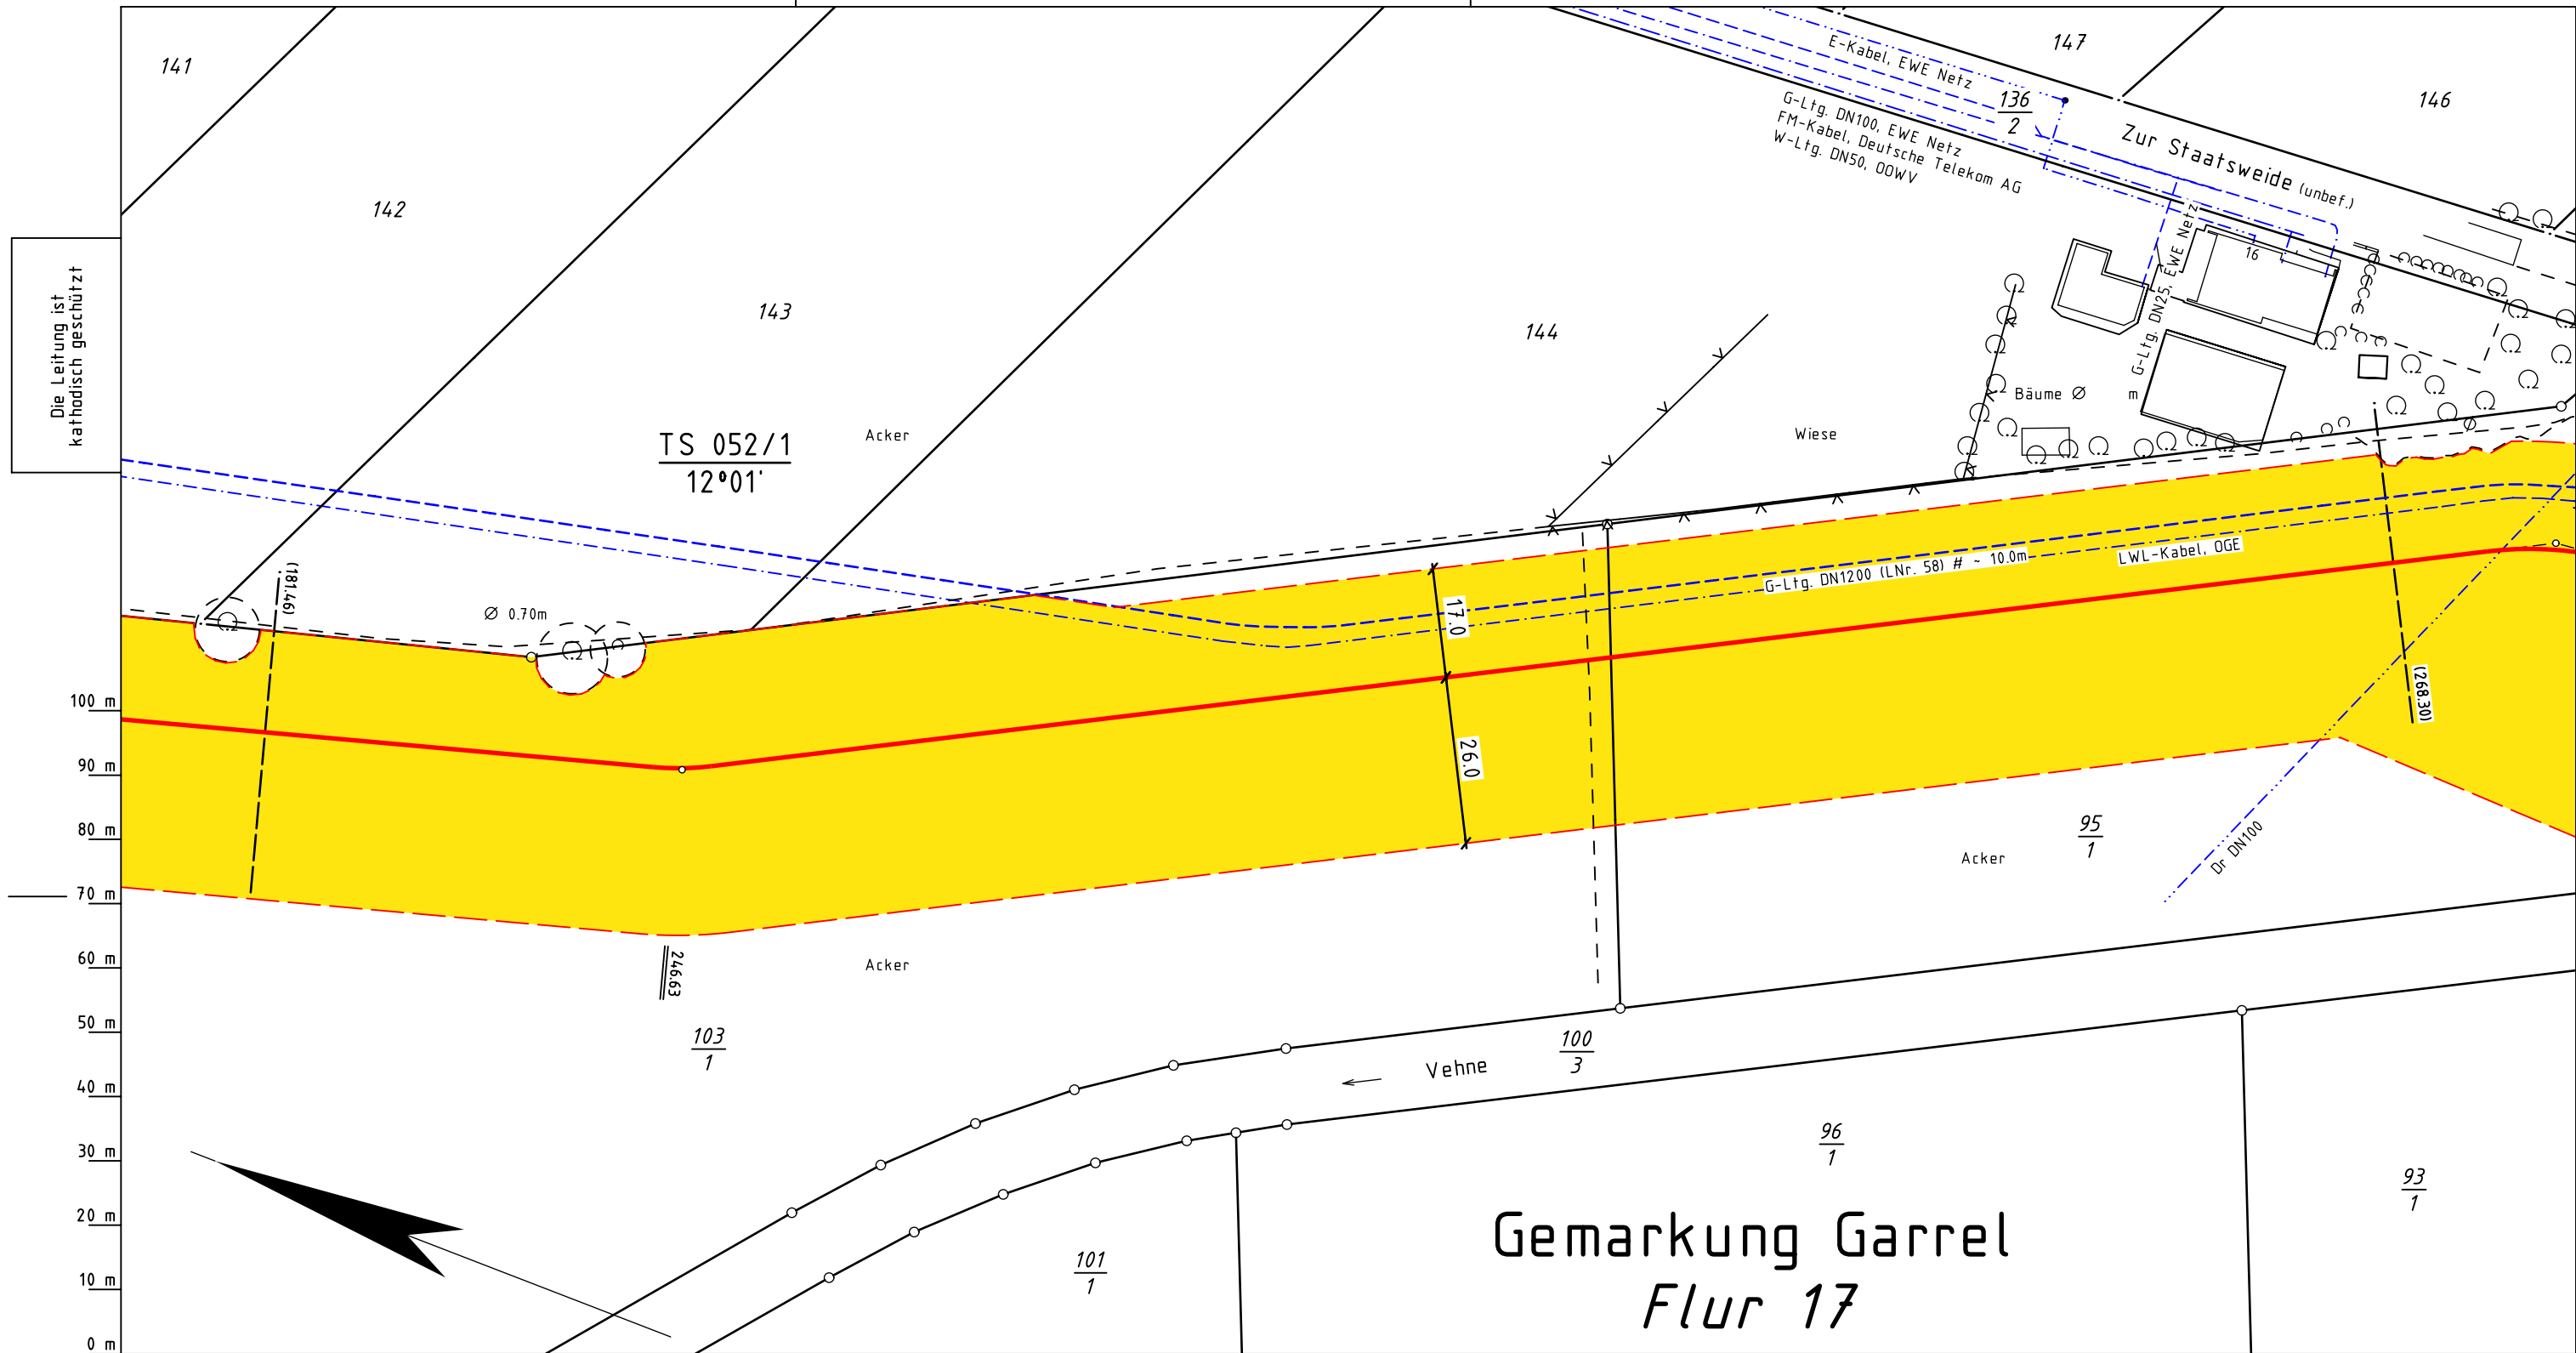 141
142
143
144
147
146
136
2
E-Kabel, EWE Netz
G-Ltg. DN100, EWE Netz
FM-Kabel, Deutsche Telekom AG
W-Ltg. DN50, OOWV
Zur Staatsweide (unbef.)
G-Ltg. DN25, EWE Netz
16
Die Leitung ist
kathodisch geschützt
TS 052/1
12°01'
Acker
Wiese
Bäume Ø
m
(181.46)
Ø 0.70m
17.0
26.0
G-Ltg. DN1200 (LNr. 58) # ~ 10.0m
LWL-Kabel, OGE
(268.30)
Dr DN100
95
1
Acker
Acker
246.63
103
1
100
3
Vehne
96
1
93
1
101
1
100 m
90 m
80 m
70 m
60 m
50 m
40 m
30 m
20 m
10 m
0 m
Gemarkung Garrel
Flur 17